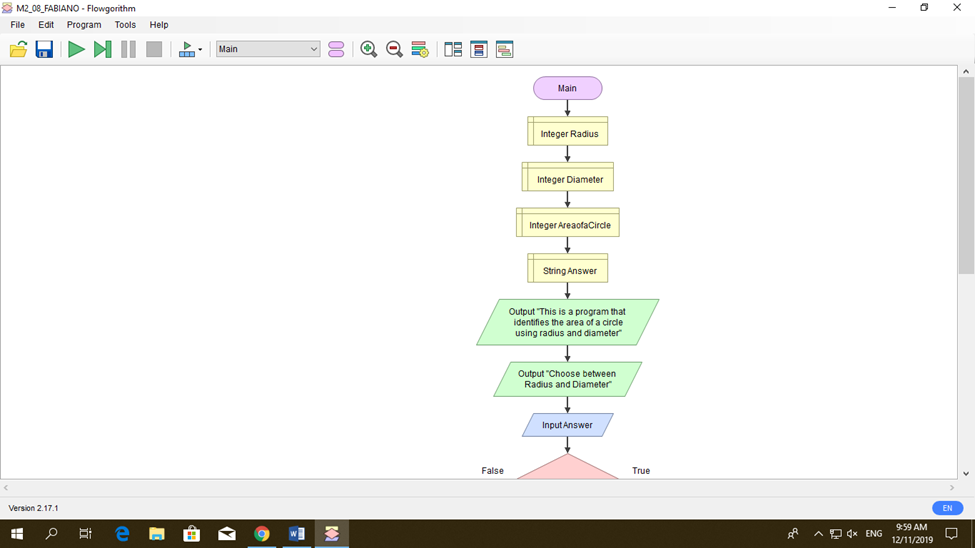 M2_08_FABIANO - Flowgorithm
File Edit Program Tools Help
Main
Main
Integer Radius
Integer Diameter
Integer AreaofaCircle
String Answer
Output "This is a program that
identifies the area of a circle
using radius and diameter"
Output "Choose between
Radius and Diameter"
Input Answer
False
True
Version 2.17.1
EN
ENG
9:59 AM
12/11/2019